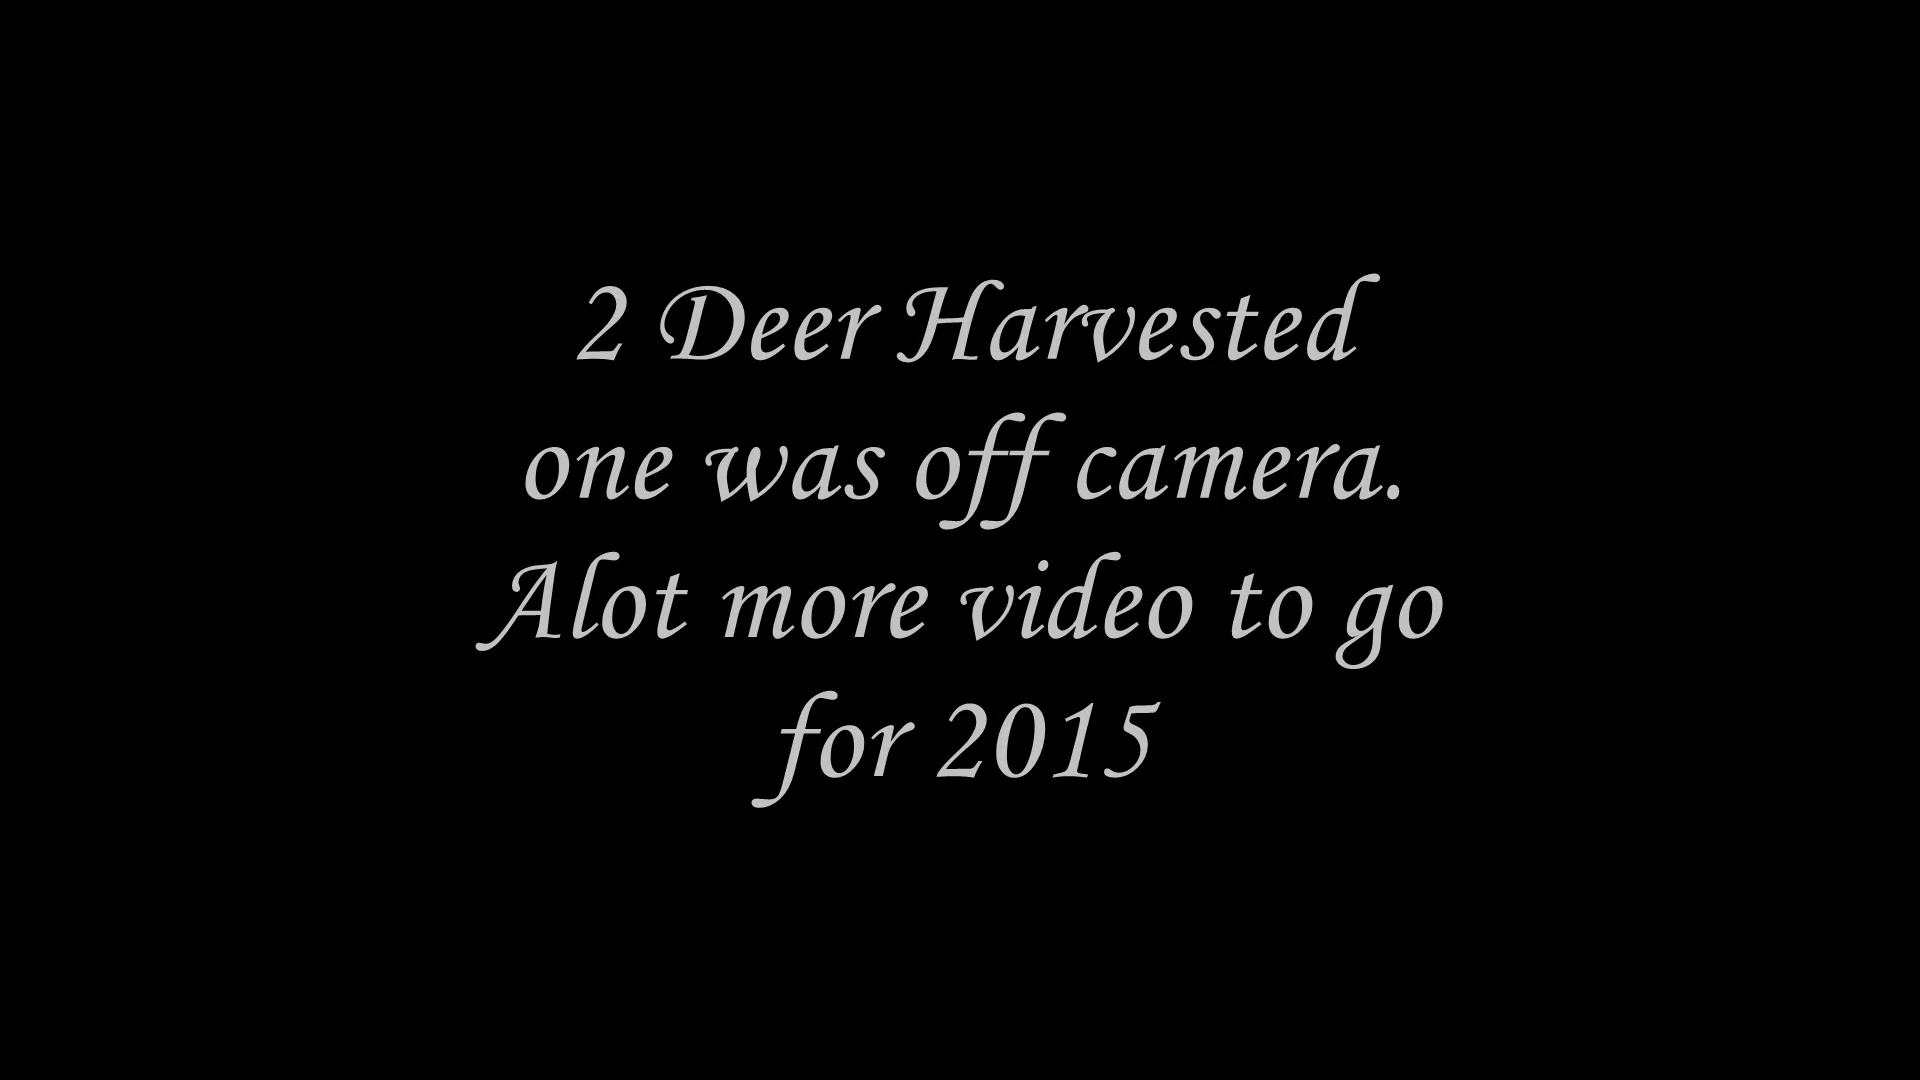 2 Deer Harvested
one was off camera.
Alot more video to go
for 2015